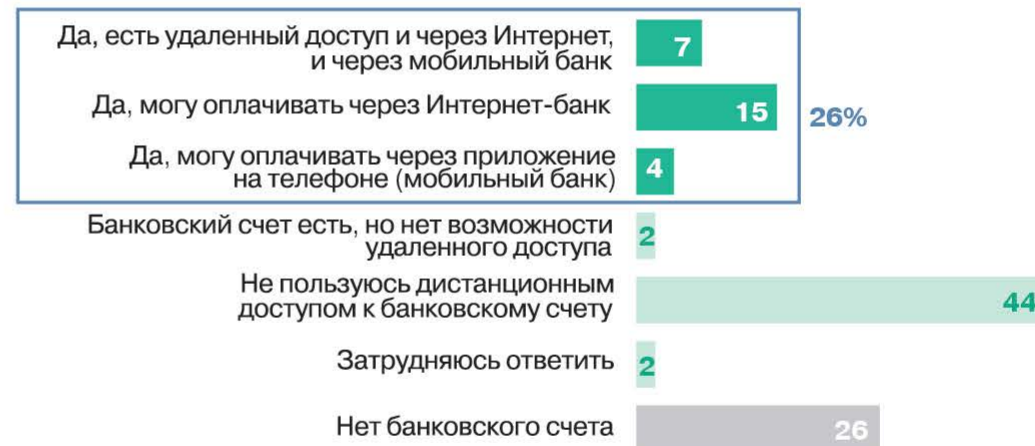 Да, есть удаленный доступ и через Интернет,
и через мобильный банк
7
Да, могу оплачивать через Интернет-банк
15
26%
Да, могу оплачивать через приложение
на телефоне (мобильный банк)
4
Банковский счет есть, но нет возможности
удаленного доступа
2
Не пользуюсь дистанционным
доступом к банковскому счету
44
Затрудняюсь ответить
2
Нет банковского счета
26